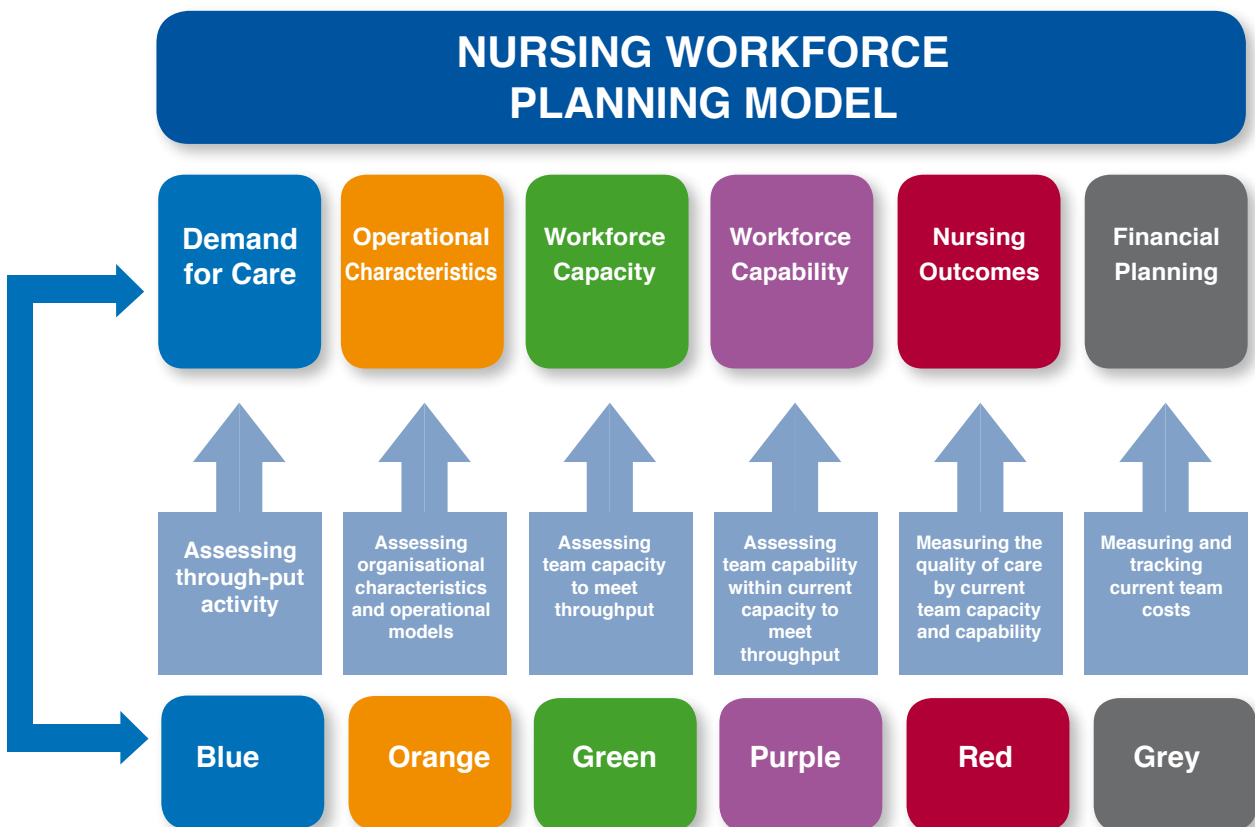 NURSING WORKFORCE
PLANNING MODEL
Demand
for Care
Operational
Characteristics
Workforce
Capacity
Workforce
Capability
Nursing
Outcomes
Financial
Planning
Assessing
through-put
activity
Assessing
organisational
characteristics
and operational
models
Assessing
team capacity
to meet
throughput
Assessing
team capability
within current
capacity to
meet
throughput
Measuring the
quality of care
by current
team capacity
and capability
Measuring and
tracking
current team
costs
Blue
Orange
Green
Purple
Red
Grey